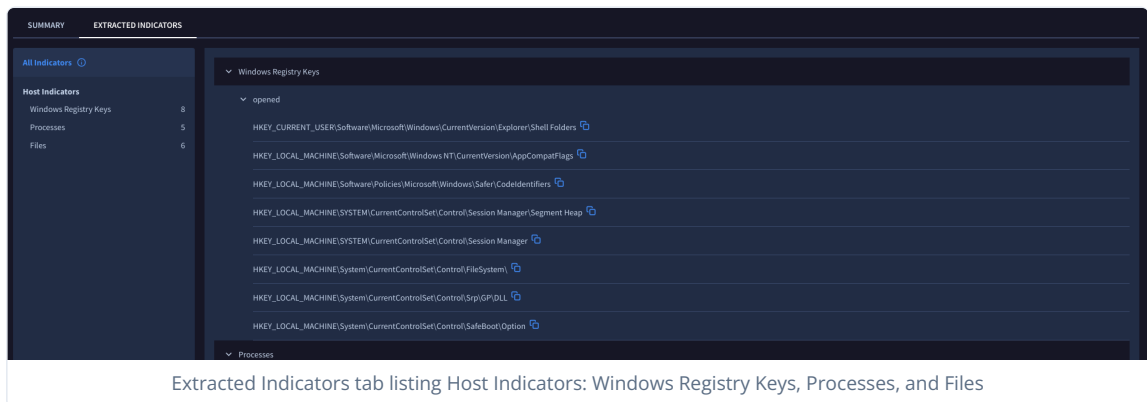 SUMMARY EXTRACTED INDICATORS
All Indicators
Host Indicators
Windows Registry Keys 8
Processes 5
Files 6
Windows Registry Keys
opened
HKEY_CURRENT_USER\Software\Microsoft\Windows\CurrentVersion\Explorer\Shell Folders
HKEY_LOCAL_MACHINE\Software\Microsoft\Windows NT\CurrentVersion\AppCompatFlags
HKEY_LOCAL_MACHINE\Software\Policies\Microsoft\Windows\Safer\CodeIdentifiers
HKEY_LOCAL_MACHINE\SYSTEM\CurrentControlSet\Control\Session Manager\Segment Heap
HKEY_LOCAL_MACHINE\SYSTEM\CurrentControlSet\Control\Session Manager
HKEY_LOCAL_MACHINE\System\CurrentControlSet\Control\FileSystem\
HKEY_LOCAL_MACHINE\System\CurrentControlSet\Control\Srp\GP\DLL
HKEY_LOCAL_MACHINE\System\CurrentControlSet\Control\SafeBoot\Option
Processes
Extracted Indicators tab listing Host Indicators: Windows Registry Keys, Processes, and Files